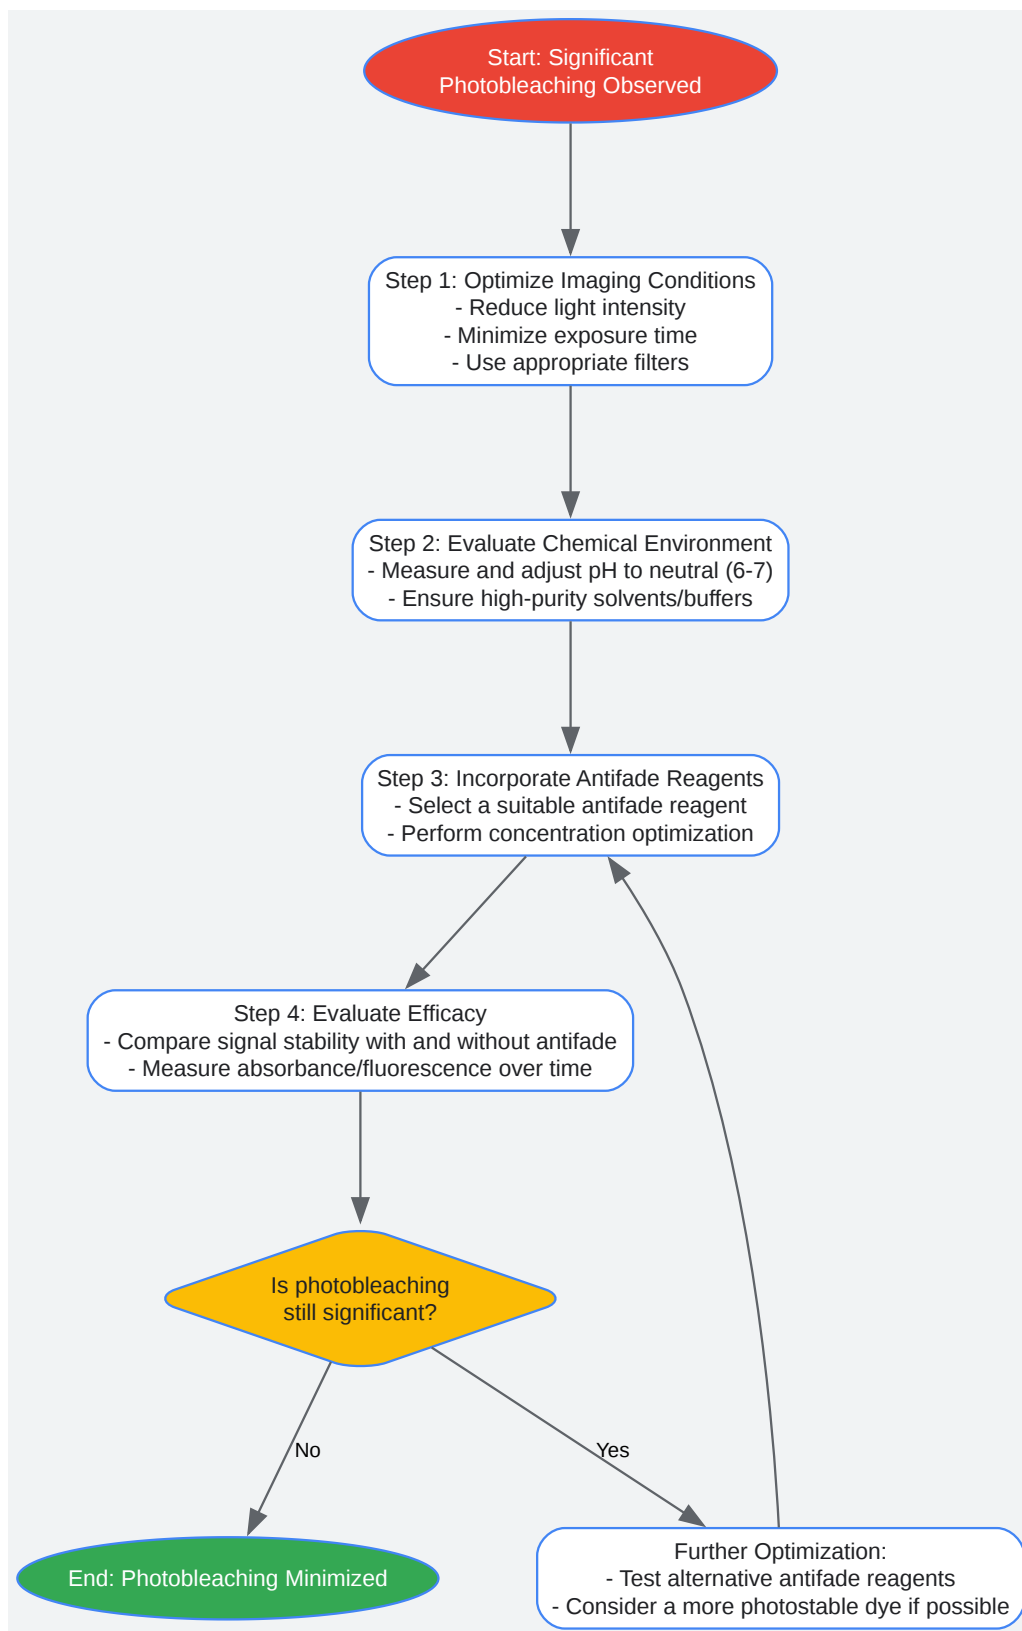 Start: Significant
Photobleaching Observed
Step 1: Optimize Imaging Conditions
- Reduce light intensity
- Minimize exposure time
- Use appropriate filters
Step 2: Evaluate Chemical Environment
- Measure and adjust pH to neutral (6-7)
- Ensure high-purity solvents/buffers
Step 3: Incorporate Antifade Reagents
- Select a suitable antifade reagent
- Perform concentration optimization
Step 4: Evaluate Efficacy
- Compare signal stability with and without antifade
- Measure absorbance/fluorescence over time
Is photobleaching
still significant?
No
Yes
End: Photobleaching Minimized
Further Optimization:
- Test alternative antifade reagents
- Consider a more photostable dye if possible